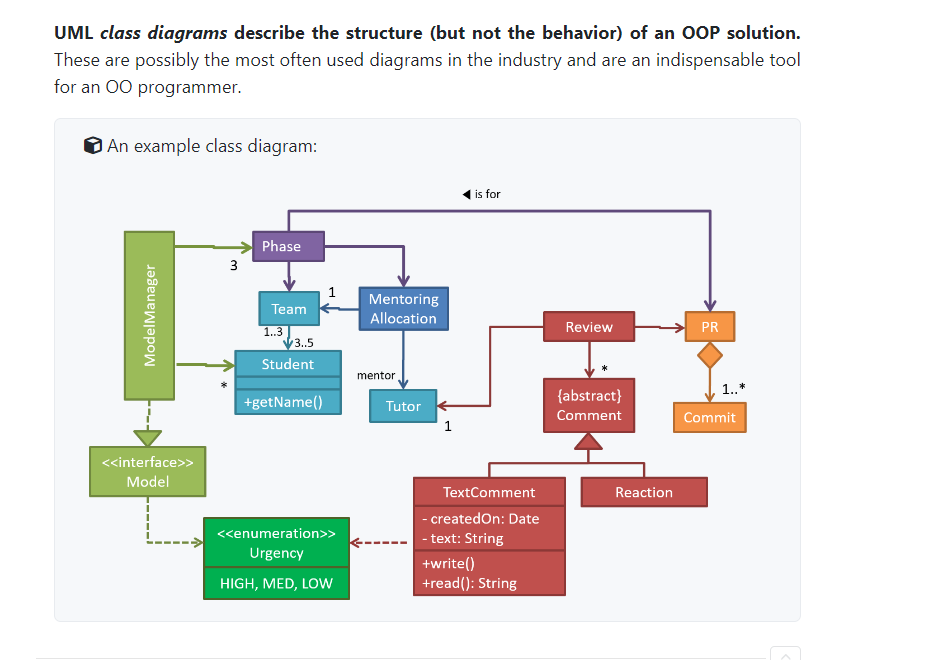 UML class diagrams describe the structure (but not the behavior) of an OOP solution.
These are possibly the most often used diagrams in the industry and are an indispensable tool
for an OO programmer.
An example class diagram:
◀ is for
ModelManager
Phase
3
1
Mentoring
Allocation
Team
1..3
3..5
Student
+getName()
*
mentor
Tutor
1
Review
PR
*
{abstract}
Comment
1..*
Commit
<<interface>>
Model
TextComment
- createdOn: Date
- text: String
+write()
+read(): String
Reaction
<<enumeration>>
Urgency
HIGH, MED, LOW